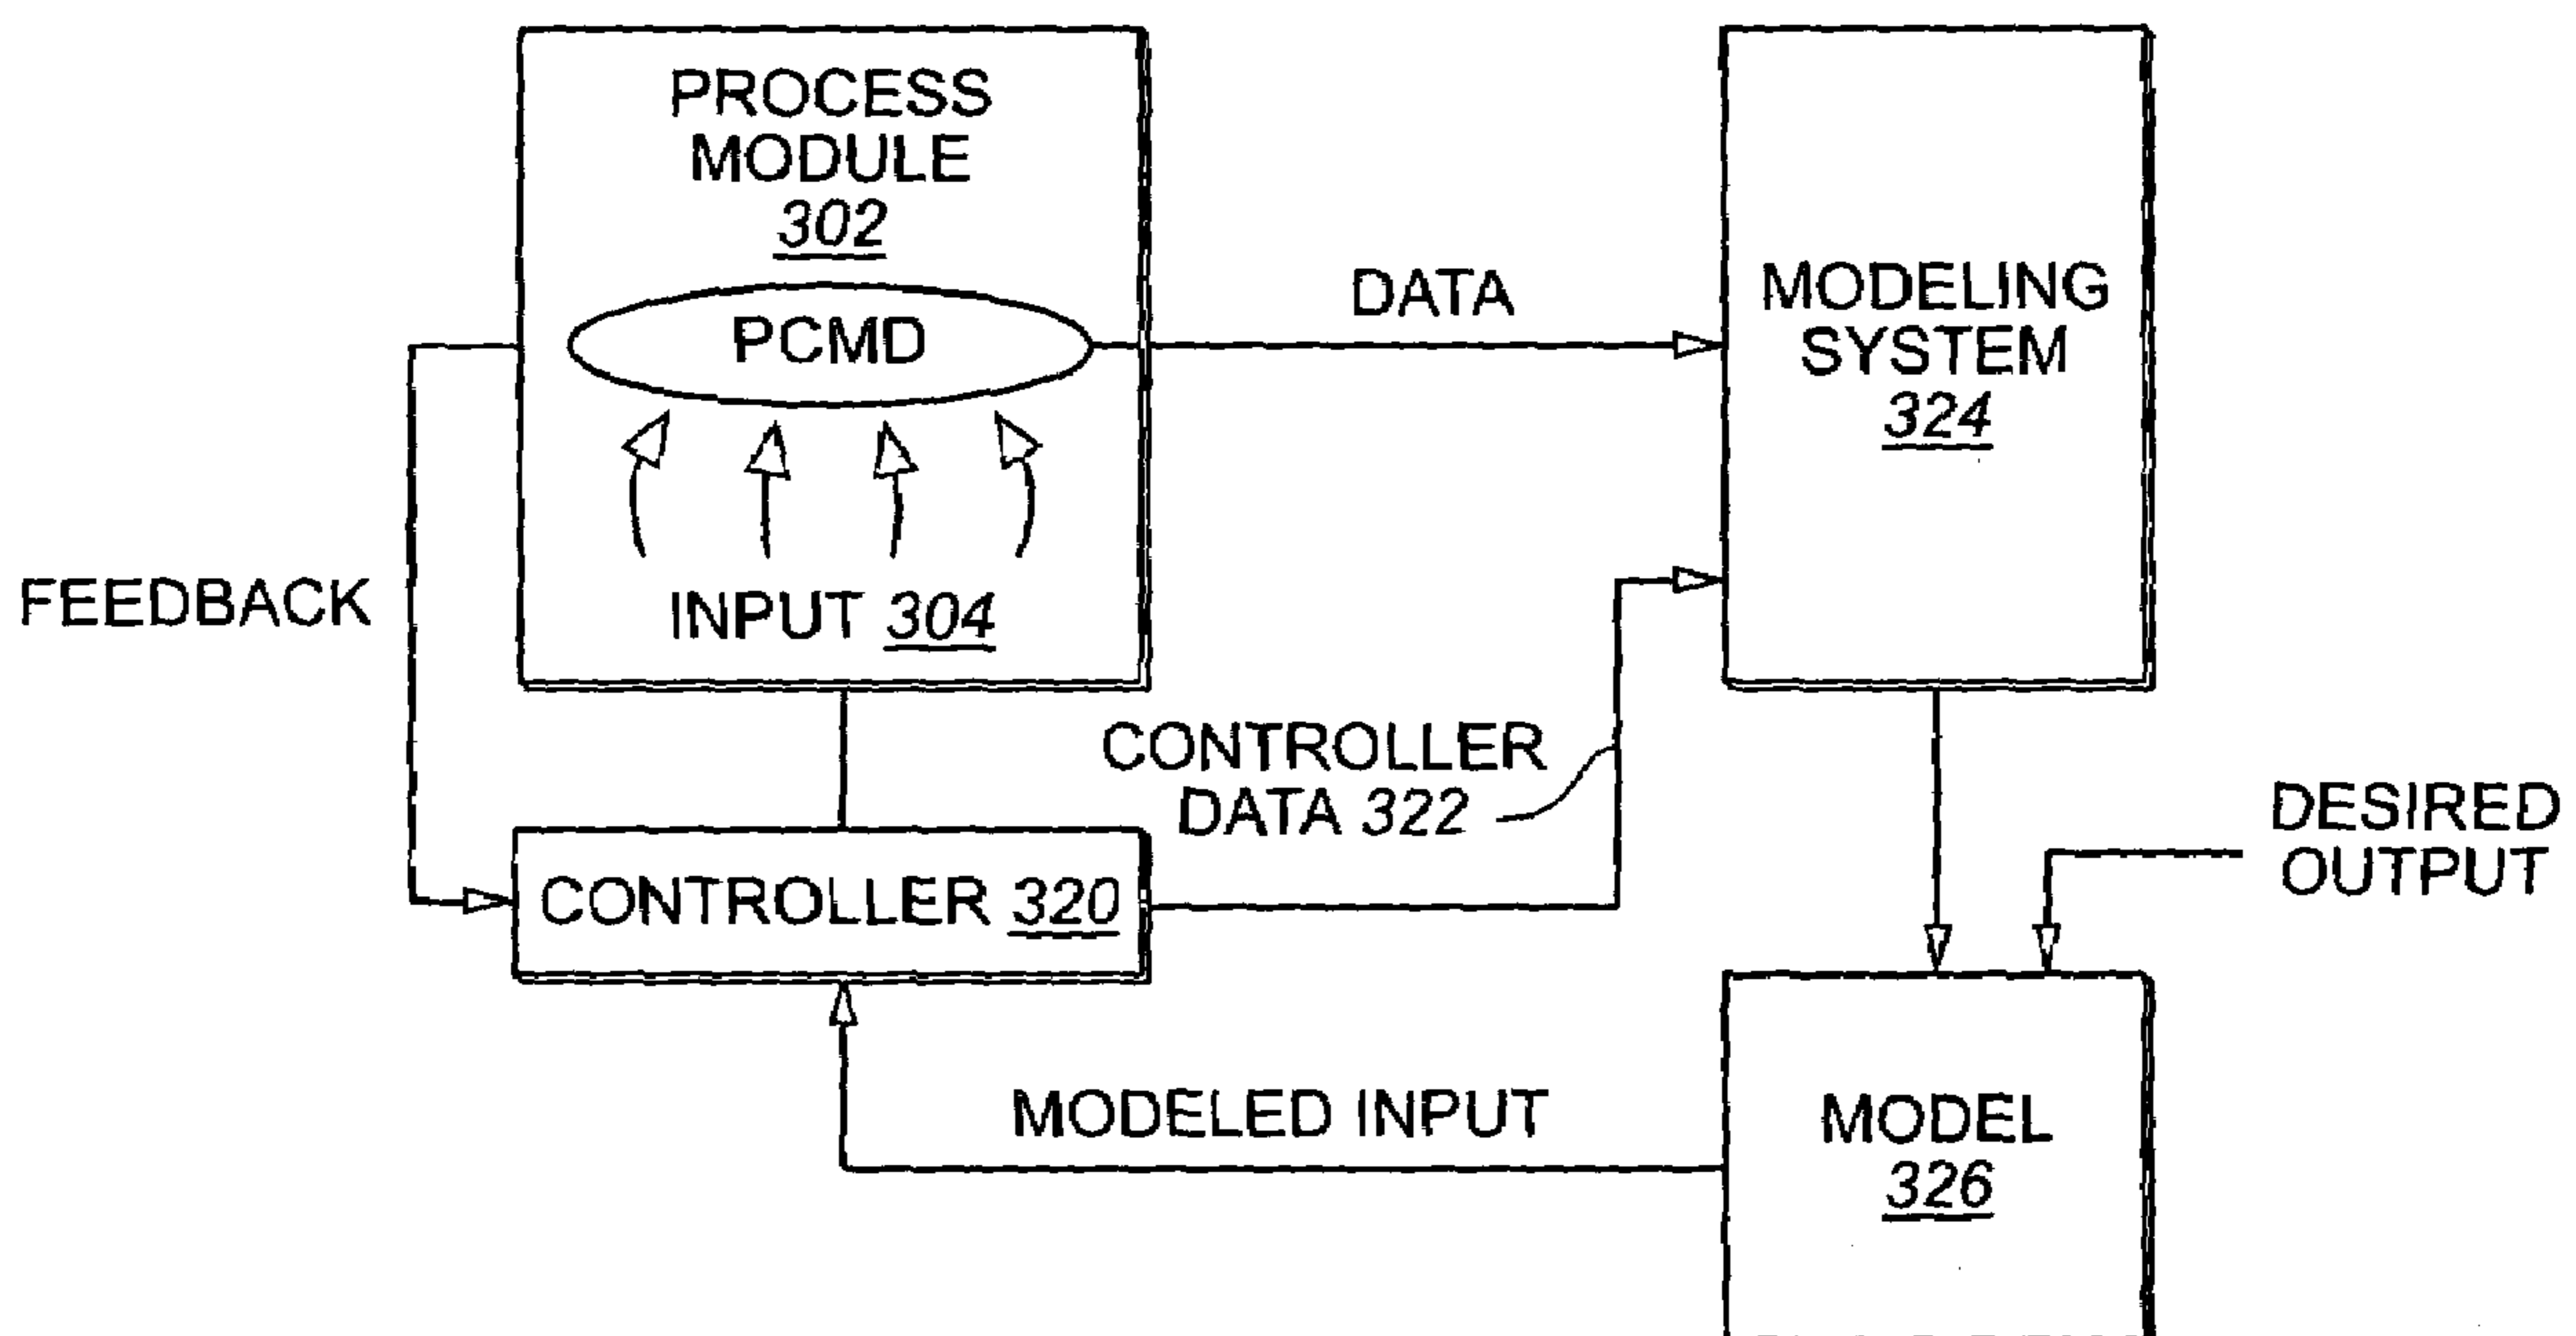 PROCESS
MODULE
302
PCMD
INPUT 304
DATA
MODELING
SYSTEM
324
FEEDBACK
CONTROLLER
DATA 322
CONTROLLER 320
DESIRED
OUTPUT
MODELED INPUT
MODEL
326